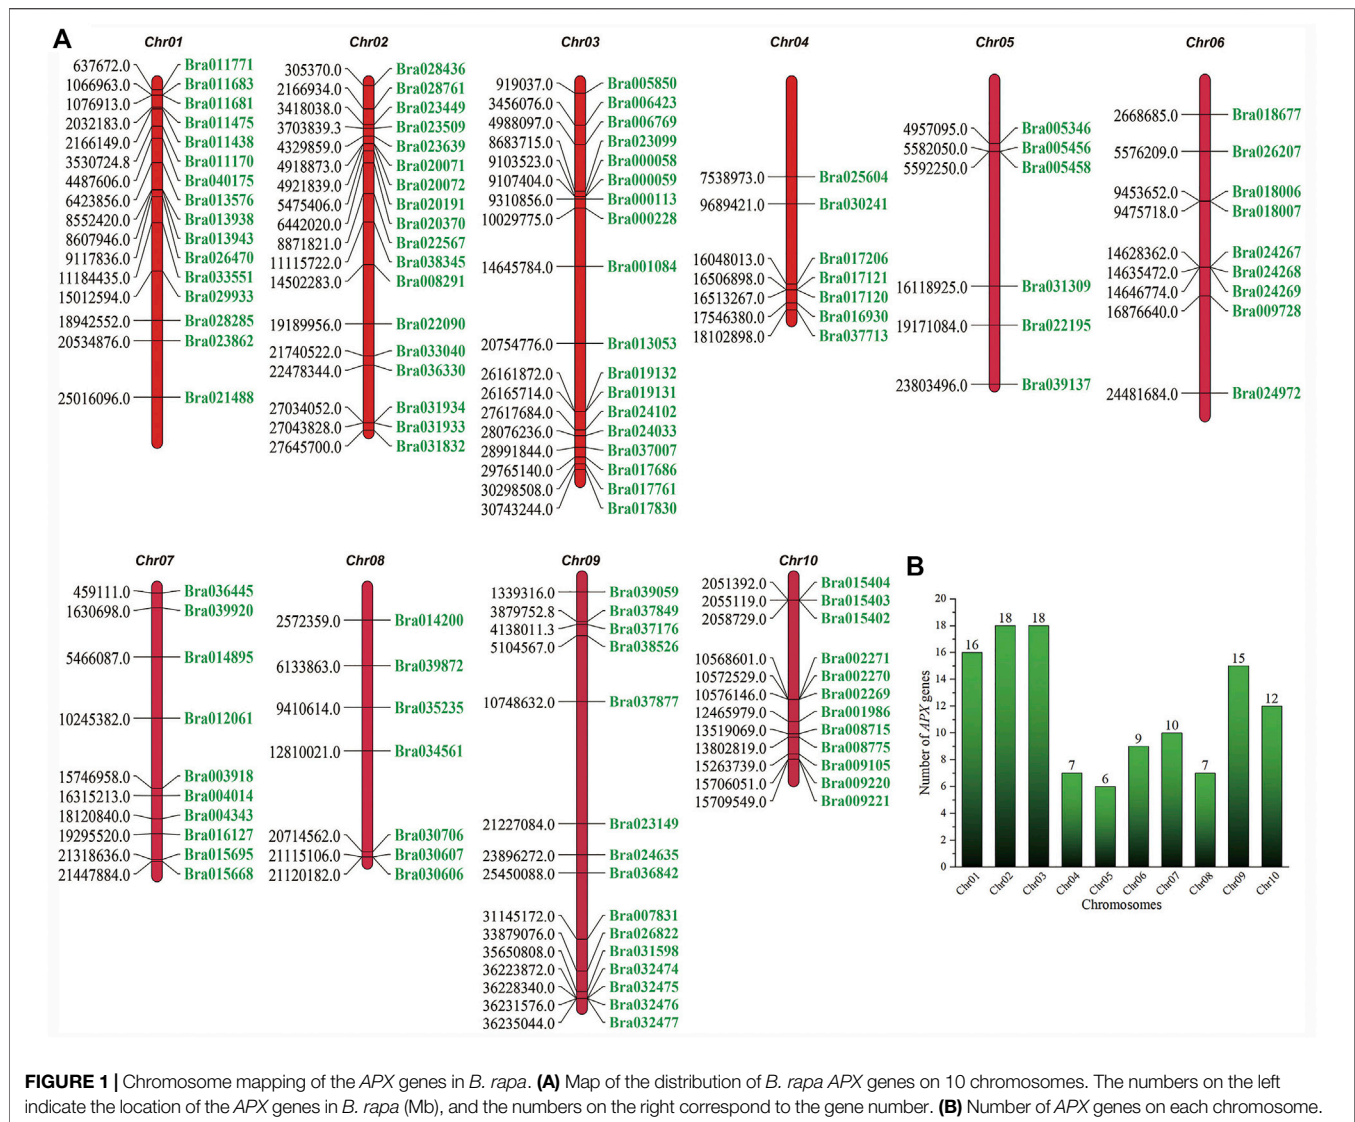 A
Chr01
637672.0 Bra011771
1066963.0 Bra011683
1076913.0 Bra011681
2032183.0 Bra011475
2166149.0 Bra011438
3530724.8 Bra011170
4487606.0 Bra040175
6423856.0 Bra013576
8552420.0 Bra013938
8607946.0 Bra013943
9117836.0 Bra026470
11184435.0 Bra033551
15012594.0 Bra029933
18942552.0 Bra028285
20534876.0 Bra023862
25016096.0 Bra021488
Chr02
305370.0 Bra028436
2166934.0 Bra028761
3418038.0 Bra023449
3703839.3 Bra023509
4329859.0 Bra023639
4918873.0 Bra020071
4921839.0 Bra020072
5475406.0 Bra020191
6442020.0 Bra020370
8871821.0 Bra022567
11115722.0 Bra038345
14502283.0 Bra008291
19189956.0 Bra022090
21740522.0 Bra033040
22478344.0 Bra036330
27034052.0 Bra031934
27043828.0 Bra031933
27645700.0 Bra031832
Chr03
919037.0 Bra005850
3456076.0 Bra006423
4988097.0 Bra006769
8683715.0 Bra023099
9103523.0 Bra000058
9107404.0 Bra000059
9310856.0 Bra000113
10029775.0 Bra000228
14645784.0 Bra001084
20754776.0 Bra013053
26161872.0 Bra019132
26165714.0 Bra019131
27617684.0 Bra024102
28076236.0 Bra024033
28991844.0 Bra037007
29765140.0 Bra017686
30298508.0 Bra017761
30743244.0 Bra017830
Chr04
7538973.0 Bra025604
9689421.0 Bra030241
16048013.0 Bra017206
16506898.0 Bra017121
16513267.0 Bra017120
17546380.0 Bra016930
18102898.0 Bra037713
Chr05
4957095.0 Bra005346
5582050.0 Bra005456
5592250.0 Bra005458
16118925.0 Bra031309
19171084.0 Bra022195
23803496.0 Bra039137
Chr06
2668685.0 Bra018677
5576209.0 Bra026207
9453652.0 Bra018006
9475718.0 Bra018007
14628362.0 Bra024267
14635472.0 Bra024268
14646774.0 Bra024269
16876640.0 Bra009728
24481684.0 Bra024972
Chr07
459111.0 Bra036445
1630698.0 Bra039920
5466087.0 Bra014895
10245382.0 Bra012061
15746958.0 Bra003918
16315213.0 Bra004014
18120840.0 Bra004343
19295520.0 Bra016127
21318636.0 Bra015695
21447884.0 Bra015668
Chr08
2572359.0 Bra014200
6133863.0 Bra039872
9410614.0 Bra035235
12810021.0 Bra034561
20714562.0 Bra030706
21115106.0 Bra030607
21120182.0 Bra030606
Chr09
1339316.0 Bra039059
3879752.8 Bra037849
4138011.3 Bra037176
5104567.0 Bra038526
10748632.0 Bra037877
21227084.0 Bra023149
23896272.0 Bra024635
25450088.0 Bra036842
31145172.0 Bra007831
33879076.0 Bra026822
35650808.0 Bra031598
36223872.0 Bra032474
36228340.0 Bra032475
36231576.0 Bra032476
36235044.0 Bra032477
Chr10
2051392.0 Bra015404
2055119.0 Bra015403
2058729.0 Bra015402
10568601.0 Bra002271
10572529.0 Bra002270
10576146.0 Bra002269
12465979.0 Bra001986
13519069.0 Bra008715
13802819.0 Bra008775
15263739.0 Bra009105
15706051.0 Bra009220
15709549.0 Bra009221
B
Number of APX genes
20
18
16
14
12
10
8
6
4
2
0
16 18 18 7 6 9 10 7 15 12
Chr01 Chr02 Chr03 Chr04 Chr05 Chr06 Chr07 Chr08 Chr09 Chr10
Chromosomes
FIGURE 1 | Chromosome mapping of the APX genes in B. rapa. (A) Map of the distribution of B. rapa APX genes on 10 chromosomes. The numbers on the left
indicate the location of the APX genes in B. rapa (Mb), and the numbers on the right correspond to the gene number. (B) Number of APX genes on each chromosome.